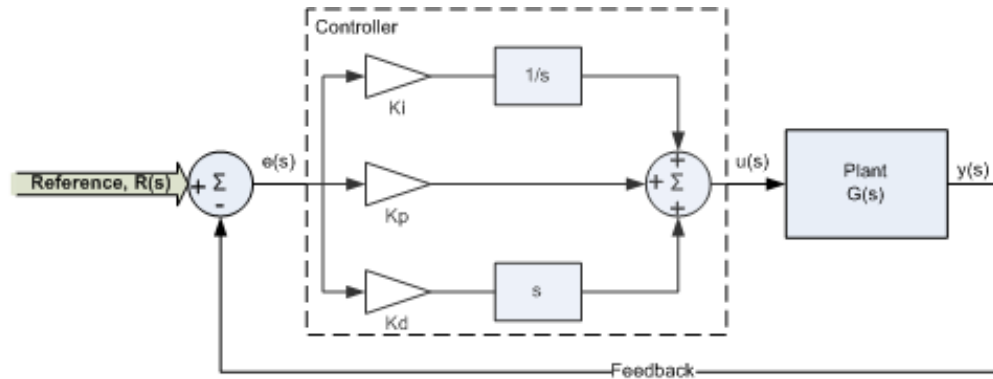 Controller
Ki
1/s
Reference, R(s)
+
Σ
-
e(s)
Kp
+
+
Σ
+
u(s)
Plant
G(s)
y(s)
Kd
s
Feedback